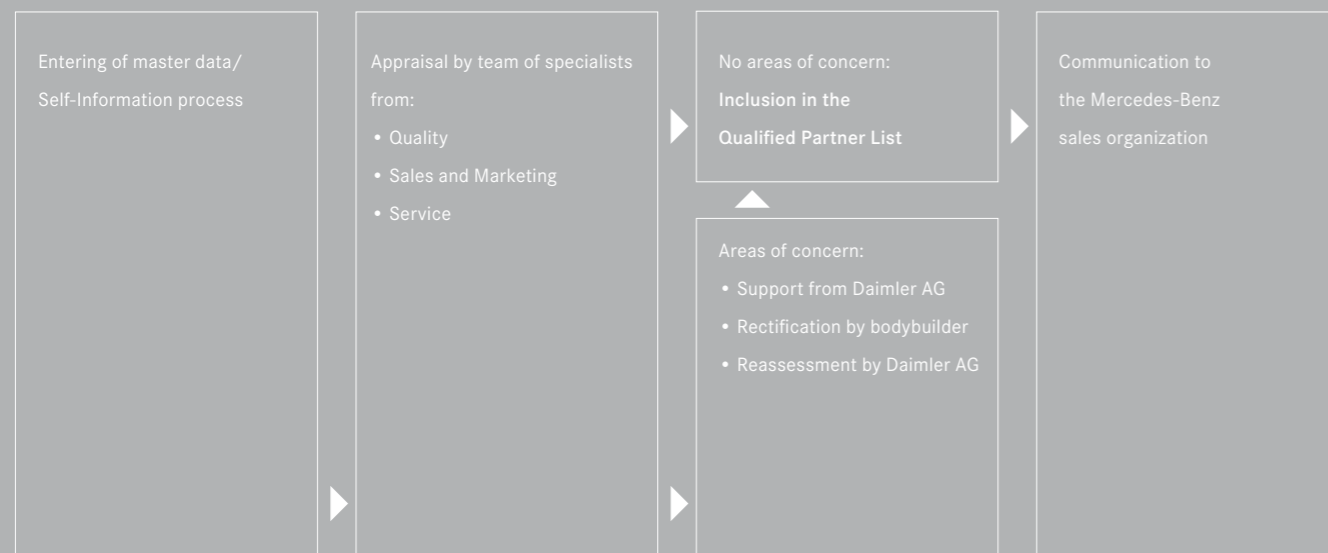 Entering of master data/
Self-Information process
Appraisal by team of specialists
from:
• Quality
• Sales and Marketing
• Service
No areas of concern:
Inclusion in the
Qualified Partner List
Areas of concern:
• Support from Daimler AG
• Rectification by bodybuilder
• Reassessment by Daimler AG
Communication to
the Mercedes-Benz
sales organization